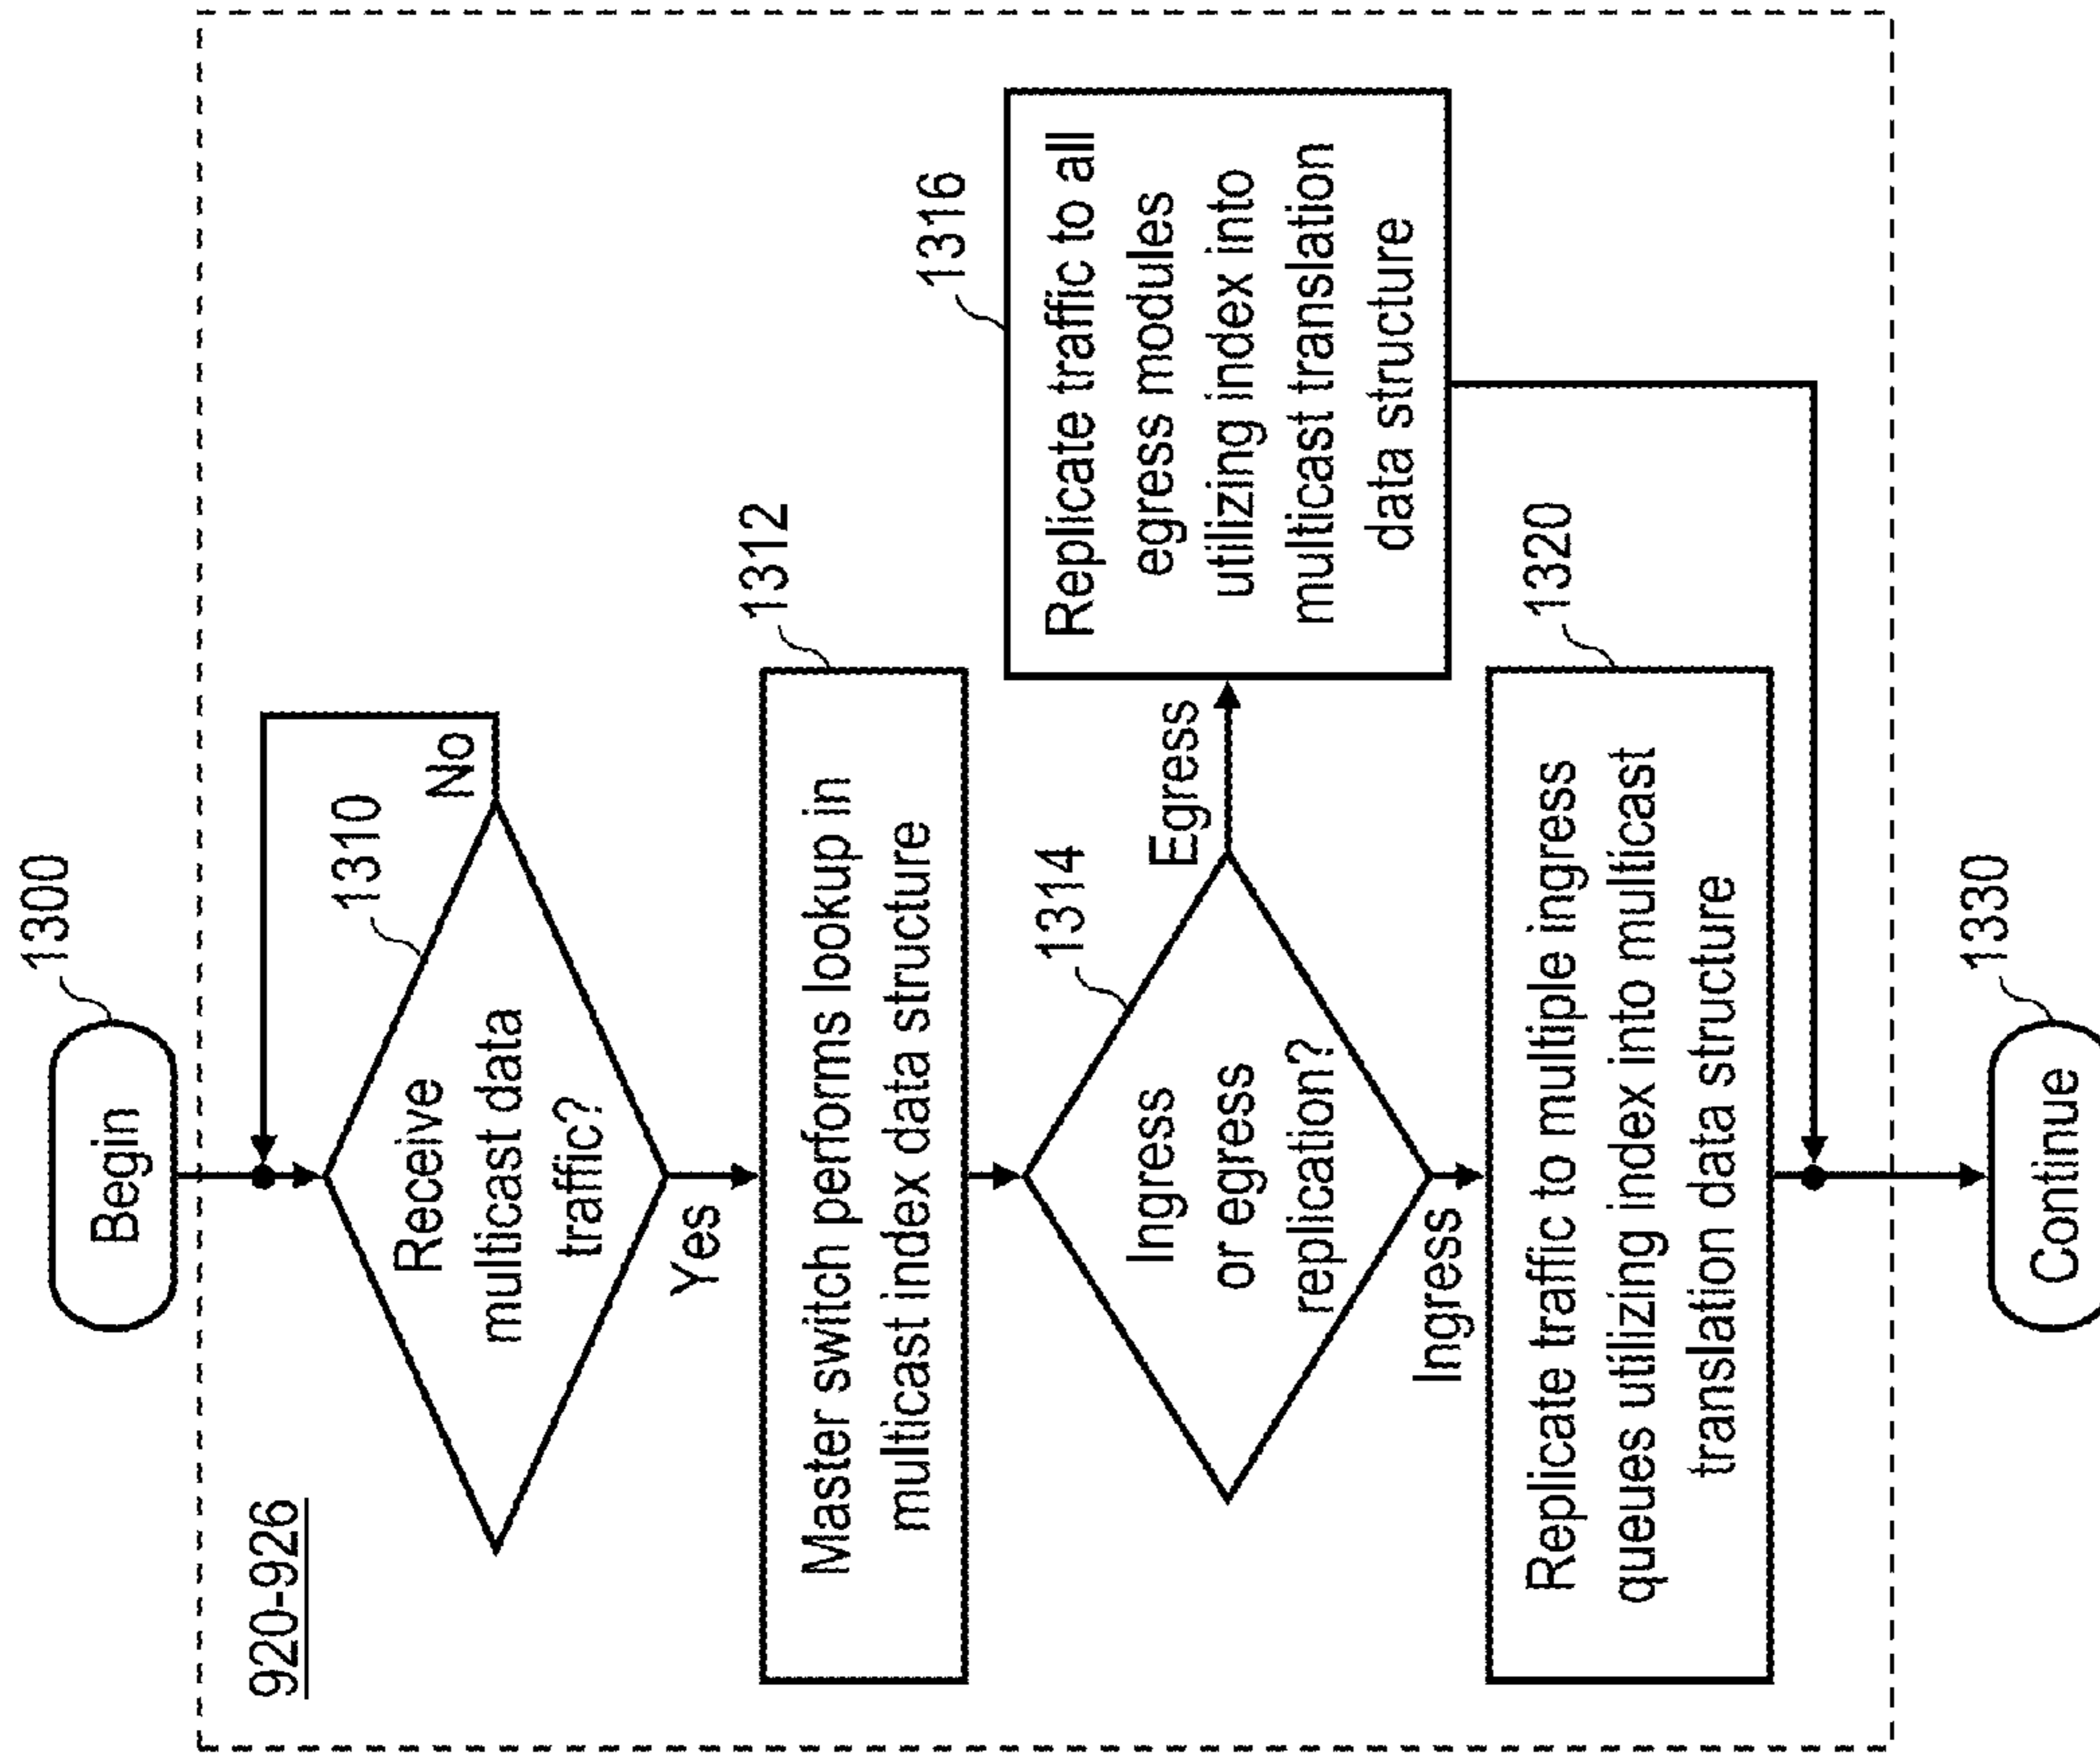 1300
Begin
920-926
1310
Receive
multicast data
traffic?
No
Yes
1312
Master switch performs lookup in
multicast index data structure
1314
Ingress
or egress
replication?
Egress
1316
Replicate traffic to all
egress modules
utilizing index into
multicast translation
data structure
Ingress
1320
Replicate traffic to multiple ingress
queues utilizing index into multicast
translation data structure
1330
Continue